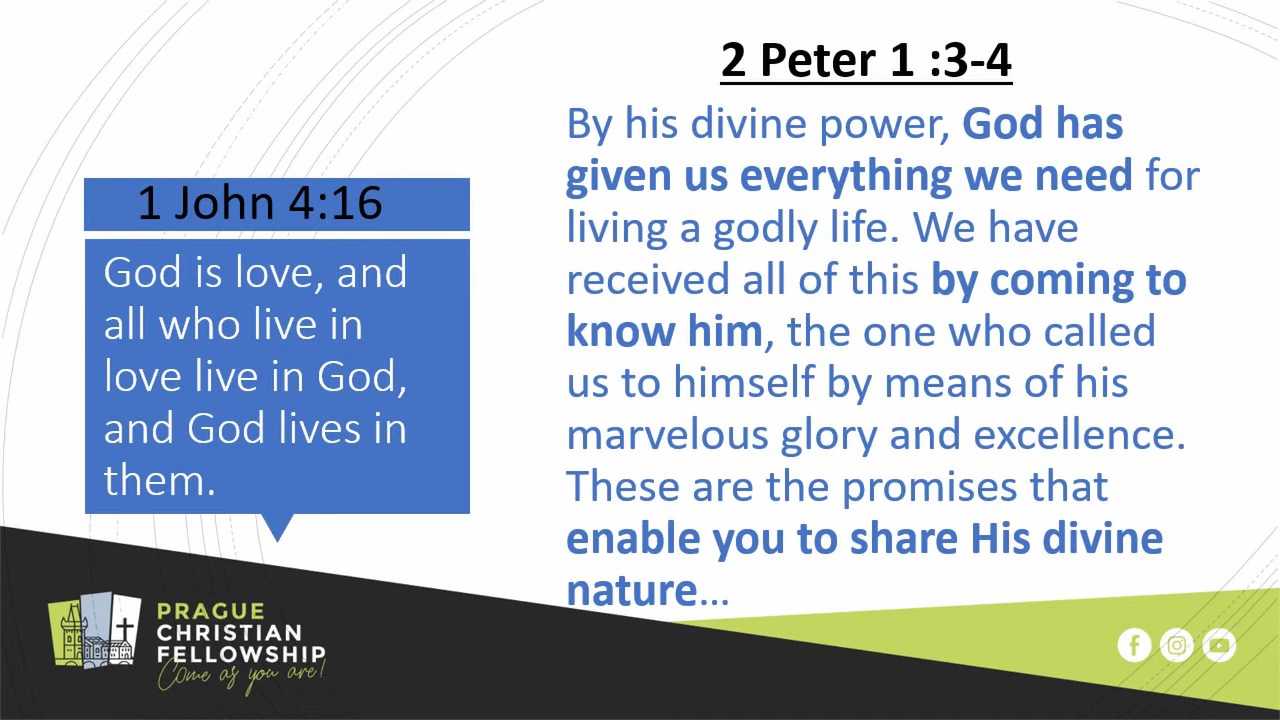 1 John 4:16
God is love, and
all who live in
love live in God,
and God lives in
them.
2 Peter 1 :3-4
By his divine power, God has
given us everything we need for
living a godly life. We have
received all of this by coming to
know him, the one who called
us to himself by means of his
marvelous glory and excellence.
These are the promises that
enable you to share His divine
nature...
PRAGUE
CHRISTIAN
FELLOWSHIP
Come as you are!